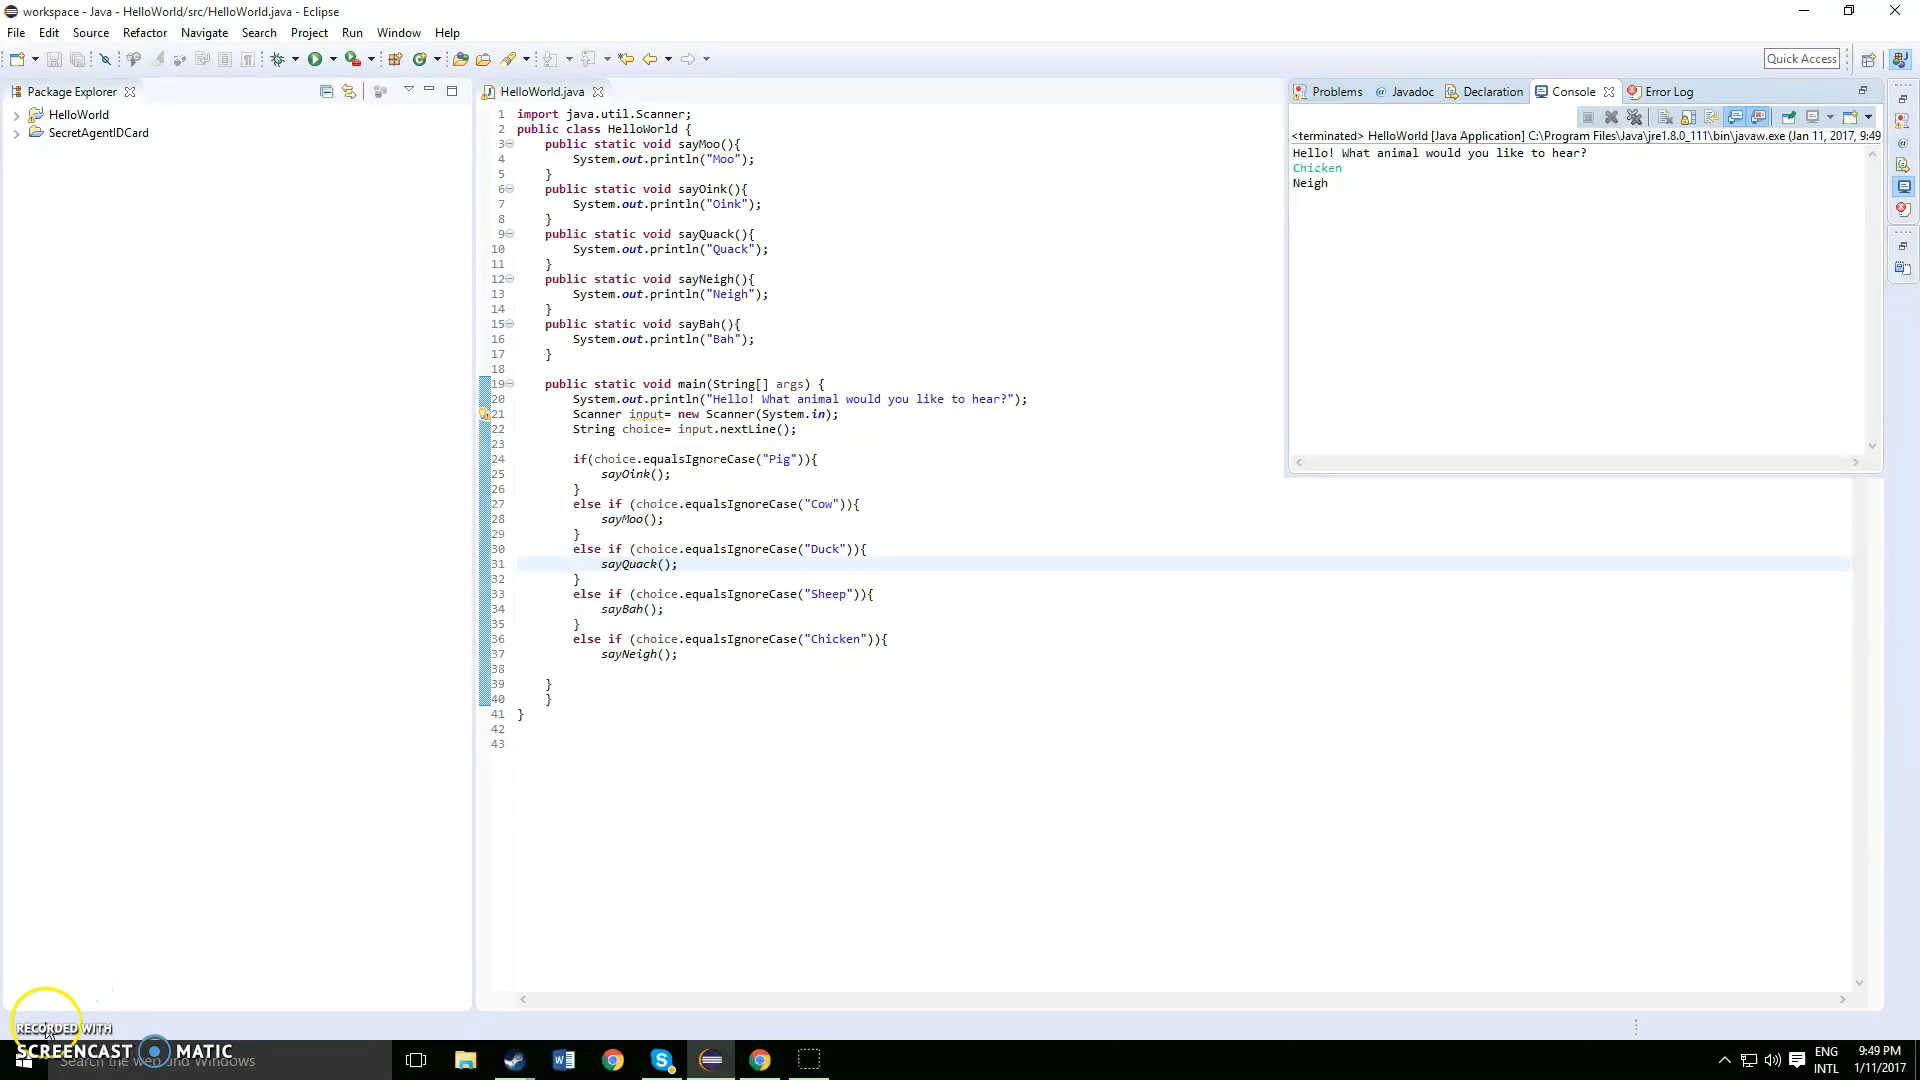 workspace - Java - HelloWorld/src/HelloWorld.java - Eclipse
File Edit Source Refactor Navigate Search Project Run Window Help
Quick Access
Package Explorer
HelloWorld
SecretAgentIDCard
HelloWorld.java
1 import java.util.Scanner;
2 public class HelloWorld {
3 public static void sayMoo(){
4 System.out.println("Moo");
5 }
6 public static void sayOink(){
7 System.out.println("Oink");
8 }
9 public static void sayQuack(){
10 System.out.println("Quack");
11 }
12 public static void sayNeigh(){
13 System.out.println("Neigh");
14 }
15 public static void sayBah(){
16 System.out.println("Bah");
17 }
18
19 public static void main(String[] args) {
20 System.out.println("Hello! What animal would you like to hear?");
21 Scanner input= new Scanner(System.in);
22 String choice= input.nextLine();
23
24 if(choice.equalsIgnoreCase("Pig")){
25 sayOink();
26 }
27 else if (choice.equalsIgnoreCase("Cow")){
28 sayMoo();
29 }
30 else if (choice.equalsIgnoreCase("Duck")){
31 sayQuack();
32 }
33 else if (choice.equalsIgnoreCase("Sheep")){
34 sayBah();
35 }
36 else if (choice.equalsIgnoreCase("Chicken")){
37 sayNeigh();
38
39 }
40 }
41 }
42
43
Problems @ Javadoc Declaration Console Error Log
<terminated> HelloWorld [Java Application] C:\Program Files\Java\jre1.8.0_111\bin\javaw.exe (Jan 11, 2017, 9:49
Hello! What animal would you like to hear?
Chicken
Neigh
RECORDED WITH
SCREENCAST MATIC
Search the web and Windows
ENG
INTL
9:49 PM
1/11/2017